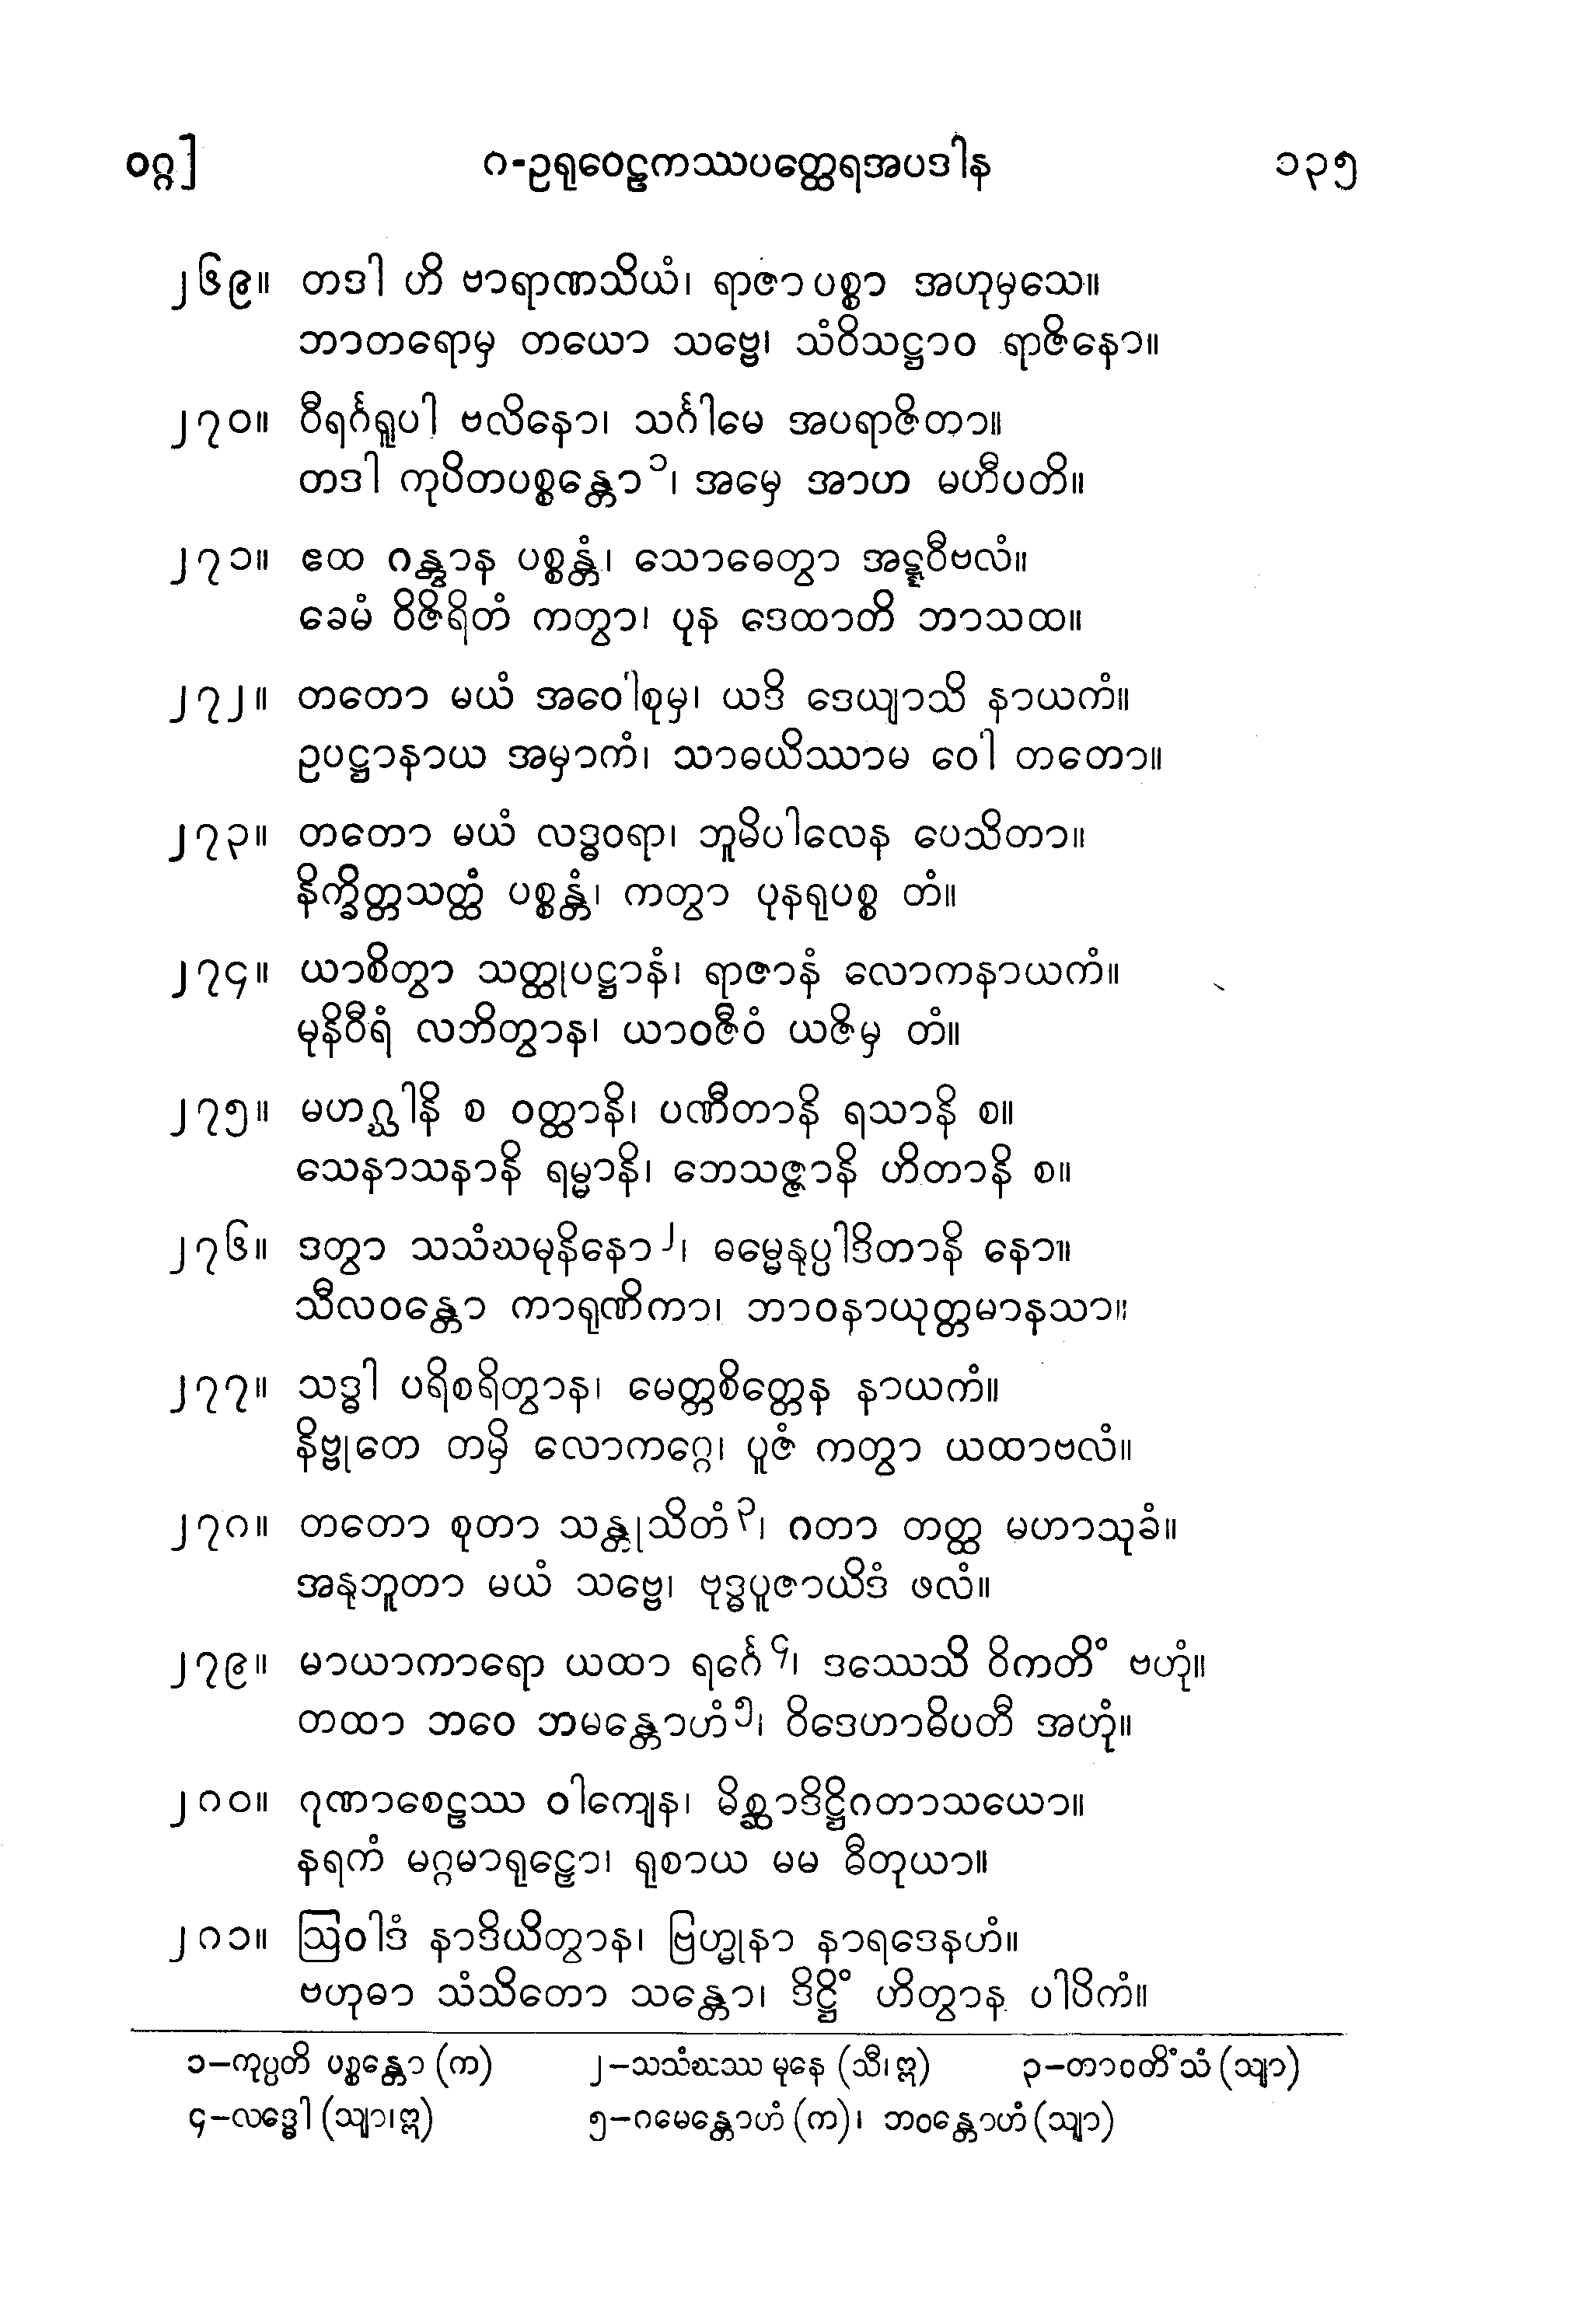 ဝဂ္ဂ] ဂ-ဥရုဝေဠကဿပတ္ထေရအပဒါန ၁၃၅
၂၆၉။ တဒါ ဟိ ဗာရာဏသိယံ၊ ရာဇာ ပစ္စာ အဟုမှသေ။
ဘာတရောမှ တယော သဗ္ဗေ၊ သံဝိသဋ္ဌာဝ ရာဇိနော။
၂၇၀။ ဝီရင်္ဂရူပါ ဗလိနော၊ သင်္ဂါမေ အပရာဇိတာ။
တဒါ ကုပိတပစ္စန္တော၁၊ အမှေ အာဟ မဟီပတိ။
၂၇၁။ ဧထ ဂန္တွာန ပစ္စန္တံ၊ သောဓေတွာ အဋ္ဋဝီဗလံ။
ခေမံ ဝိဇိရိတံ ကတွာ၊ ပုန ဒေထာတိ ဘာသထ။
၂၇၂။ တတော မယံ အဝေါစုမှ၊ ယဒိ ဒေယျာသိ နာယကံ။
ဥပဋ္ဌာနာယ အမှာကံ၊ သာဓယိဿာမ ဝေါ တတော။
၂၇၃။ တတော မယံ လဒ္ဓဝရာ၊ ဘူမိပါလေန ပေသိတာ။
နိက္ခိတ္တသတ္ထံ ပစ္စန္တံ၊ ကတွာ ပုနရုပစ္စ တံ။
၂၇၄။ ယာစိတွာ သတ္ထုပဋ္ဌာနံ၊ ရာဇာနံ လောကနာယကံ။
မုနိဝီရံ လဘိတွာန၊ ယာဝဇီဝံ ယဇိမှ တံ။
၂၇၅။ မဟဂ္ဃါနိ စ ဝတ္ထာနိ၊ ပဏီတာနိ ရသာနိ စ။
သေနာသနာနိ ရမ္မာနိ၊ ဘေသဇ္ဇာနိ ဟိတာနိ စ။
၂၇၆။ ဒတွာ သသံဃမုနိနော၂၊ ဓမ္မေနုပ္ပါဒိတာနိ နော။
သီလဝန္တော ကာရုဏိကာ၊ ဘာဝနာယုတ္တမာနသာ။
၂၇၇။ သဒ္ဓါ ပရိစရိတွာန၊ မေတ္တစိတ္တေန နာယကံ။
နိဗ္ဗုတေ တမှိ လောကဂ္ဂေ၊ ပူဇံ ကတွာ ယထာဗလံ။
၂၇၈။ တတော စုတာ သန္တုသိတံ၃၊ ဂတာ တတ္ထ မဟာသုခံ။
အနုဘူတာ မယံ သဗ္ဗေ၊ ဗုဒ္ဓပူဇာယိဒံ ဖလံ။
၂၇၉။ မာယာကာရော ယထာ ရင်္ဂေ၄၊ ဒဿေသိ ဝိကတိံ ဗဟုံ။
တထာ ဘဝေ ဘမန္တောဟံ၅၊ ဝိဒေဟာဓိပတီ အဟုံ။
၂၈၀။ ဂုဏာစေဠဿ ဝါကျေန၊ မိစ္ဆာဒိဋ္ဌိဂတာသယော။
နရကံ မဂ္ဂမာရုဠှော၊ ရုစာယ မမ ဓီတုယာ။
၂၈၁။ ဩဝါဒံ နာဒိယိတွာန၊ ဗြဟ္မုနာ နာရဒေနဟံ။
ဗဟုဓာ သံသိတော သန္တော၊ ဒိဋ္ဌိံ ဟိတွာန ပါပိကံ။
၁−ကုပ္ပတိ ပစ္စန္တော (က) ၂−သသံဃဿ မုနေ (သီ၊ ဣ) ၃−တာဝတိံသံ (သျာ)
၄−လဒ္ဓေါ (သျာ၊ ဣ) ၅−ဂမေန္တောဟံ (က)၊ ဘဝန္တောဟံ (သျာ)